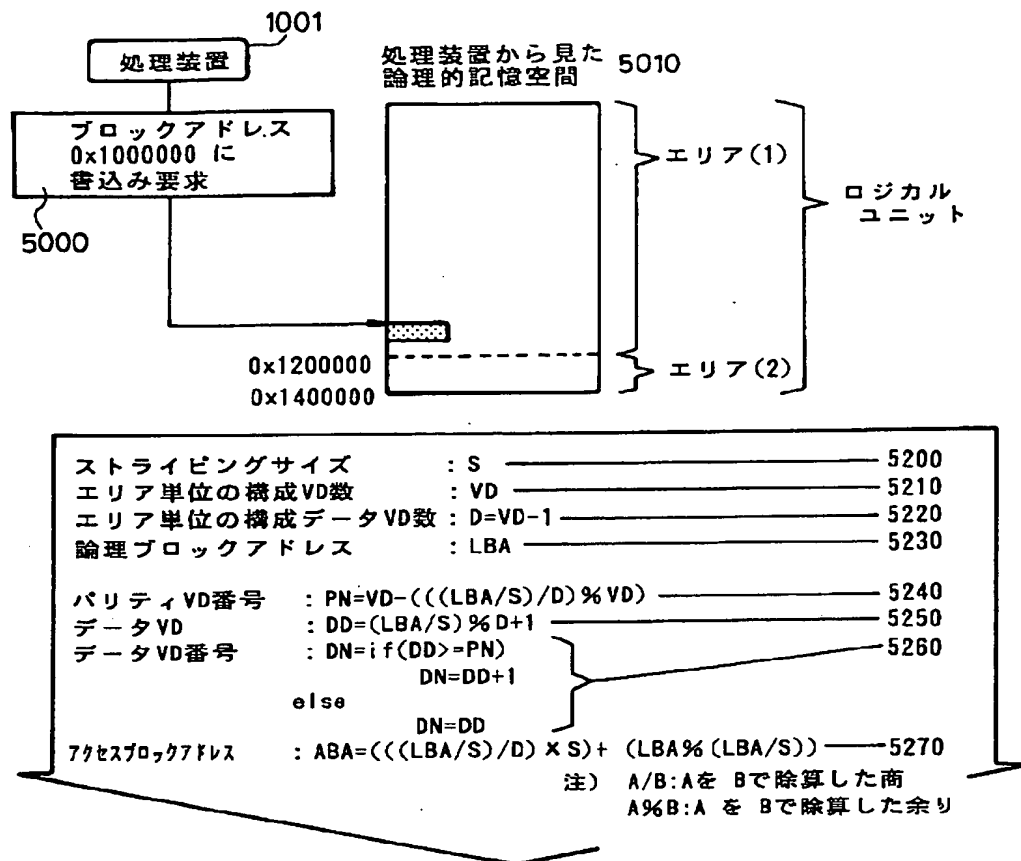 処理装置
1001
ブロックアドレス
0x1000000 に
書込み要求
5000
処理装置から見た
論理的記憶空間
5010
エリア(1)
エリア(2)
ロジカル
ユニット
0x1200000
0x1400000
ストライピングサイズ : S 5200
エリア単位の構成VD数 : VD 5210
エリア単位の構成データVD数 : D=VD-1 5220
論理ブロックアドレス : LBA 5230
パリティVD番号 : PN=VD-(((LBA/S)/D)%VD) 5240
データVD : DD=(LBA/S)%D+1 5250
データVD番号 : DN=if(DD>=PN) 5260
DN=DD+1
else
DN=DD
アクセスブロックアドレス : ABA=(((LBA/S)/D)×S)+ (LBA%(LBA/S)) 5270
注) A/B:Aを Bで除算した商
A%B:A を Bで除算した余り